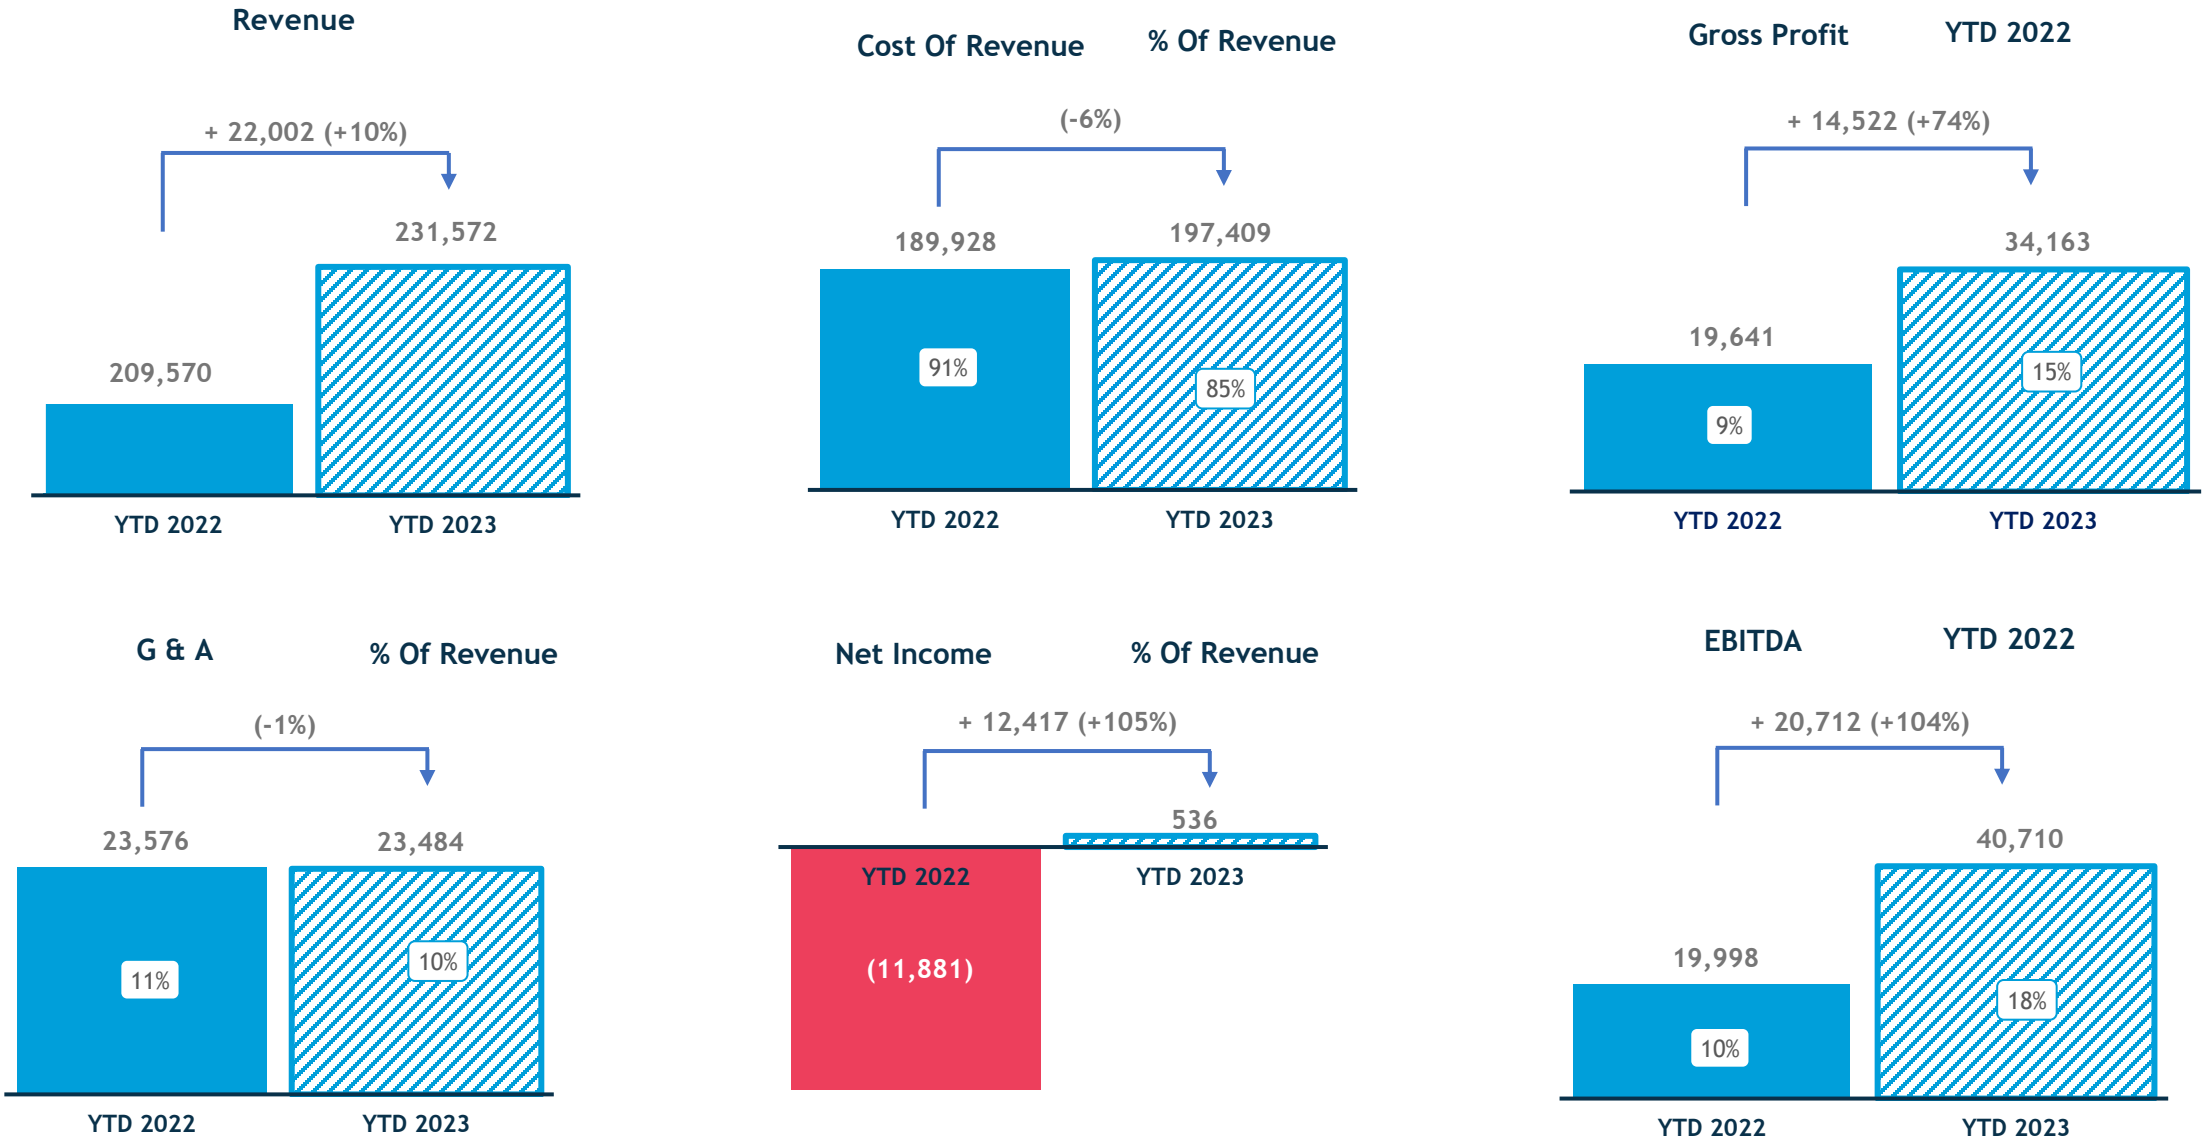 Revenue
+ 22,002 (+10%)
209,570
231,572
YTD 2022
YTD 2023
Cost Of Revenue
% Of Revenue
(-6%)
189,928
197,409
91%
85%
YTD 2022
YTD 2023
Gross Profit
YTD 2022
+ 14,522 (+74%)
19,641
34,163
9%
15%
YTD 2022
YTD 2023
G & A
% Of Revenue
(-1%)
23,576
23,484
11%
10%
YTD 2022
YTD 2023
Net Income
% Of Revenue
+ 12,417 (+105%)
536
YTD 2022
YTD 2023
(11,881)
EBITDA
YTD 2022
+ 20,712 (+104%)
19,998
40,710
10%
18%
YTD 2022
YTD 2023